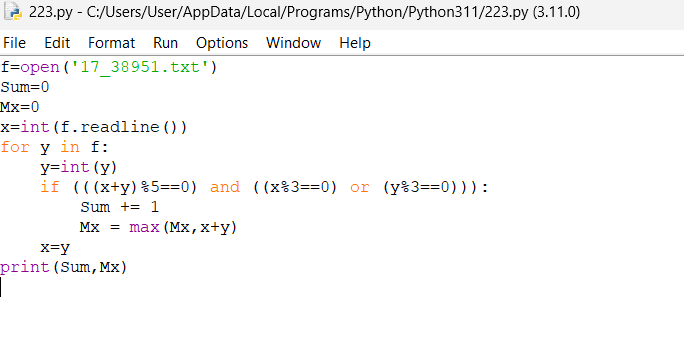 223.py - C:/Users/User/AppData/Local/Programs/Python/Python311/223.py (3.11.0)
File Edit Format Run Options Window Help
f=open('17_38951.txt')
Sum=0
Mx=0
x=int(f.readline())
for y in f:
    y=int(y)
    if (((x+y)%5==0) and ((x%3==0) or (y%3==0))):
        Sum += 1
        Mx = max(Mx,x+y)
    x=y
print(Sum,Mx)